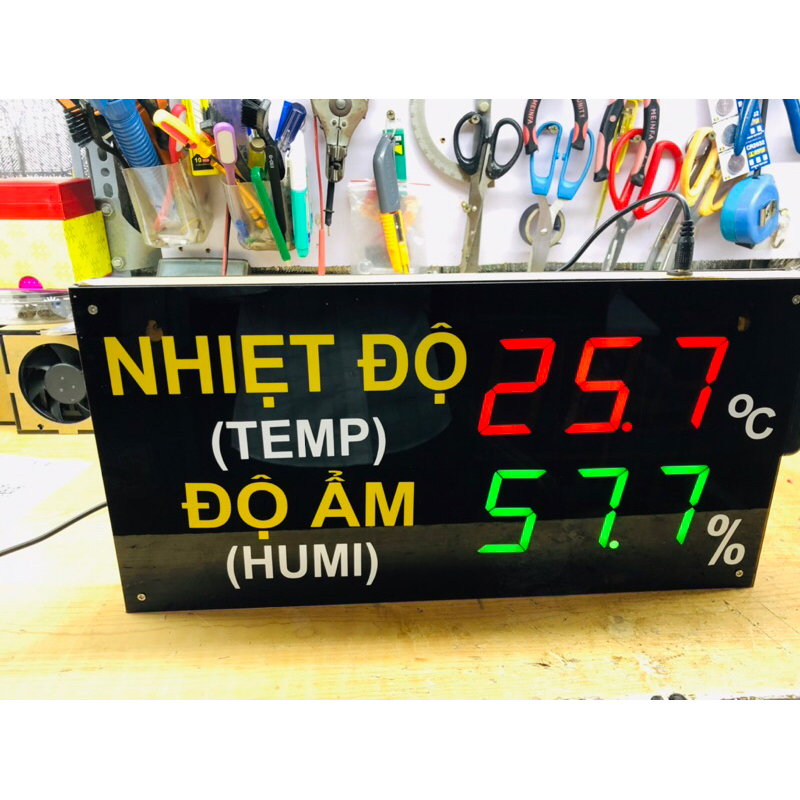 NHIỆT ĐỘ
(TEMP)
25.7 °C
ĐỘ ẨM
(HUMI)
57.7 %